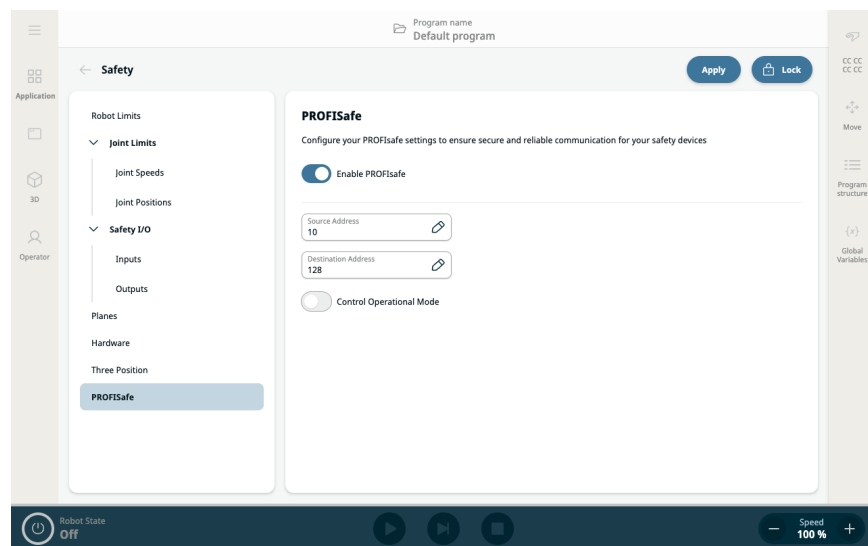 Program name
Default program
Safety
Apply
Lock
Application
3D
Operator
Robot Limits
Joint Limits
Joint Speeds
Joint Positions
Safety I/O
Inputs
Outputs
Planes
Hardware
Three Position
PROFISafe
PROFISafe
Configure your PROFIsafe settings to ensure secure and reliable communication for your safety devices
Enable PROFIsafe
Source Address
10
Destination Address
128
Control Operational Mode
CC CC
CC CC
Move
Program
structure
Global
Variables
Robot State
Off
Speed
100 %